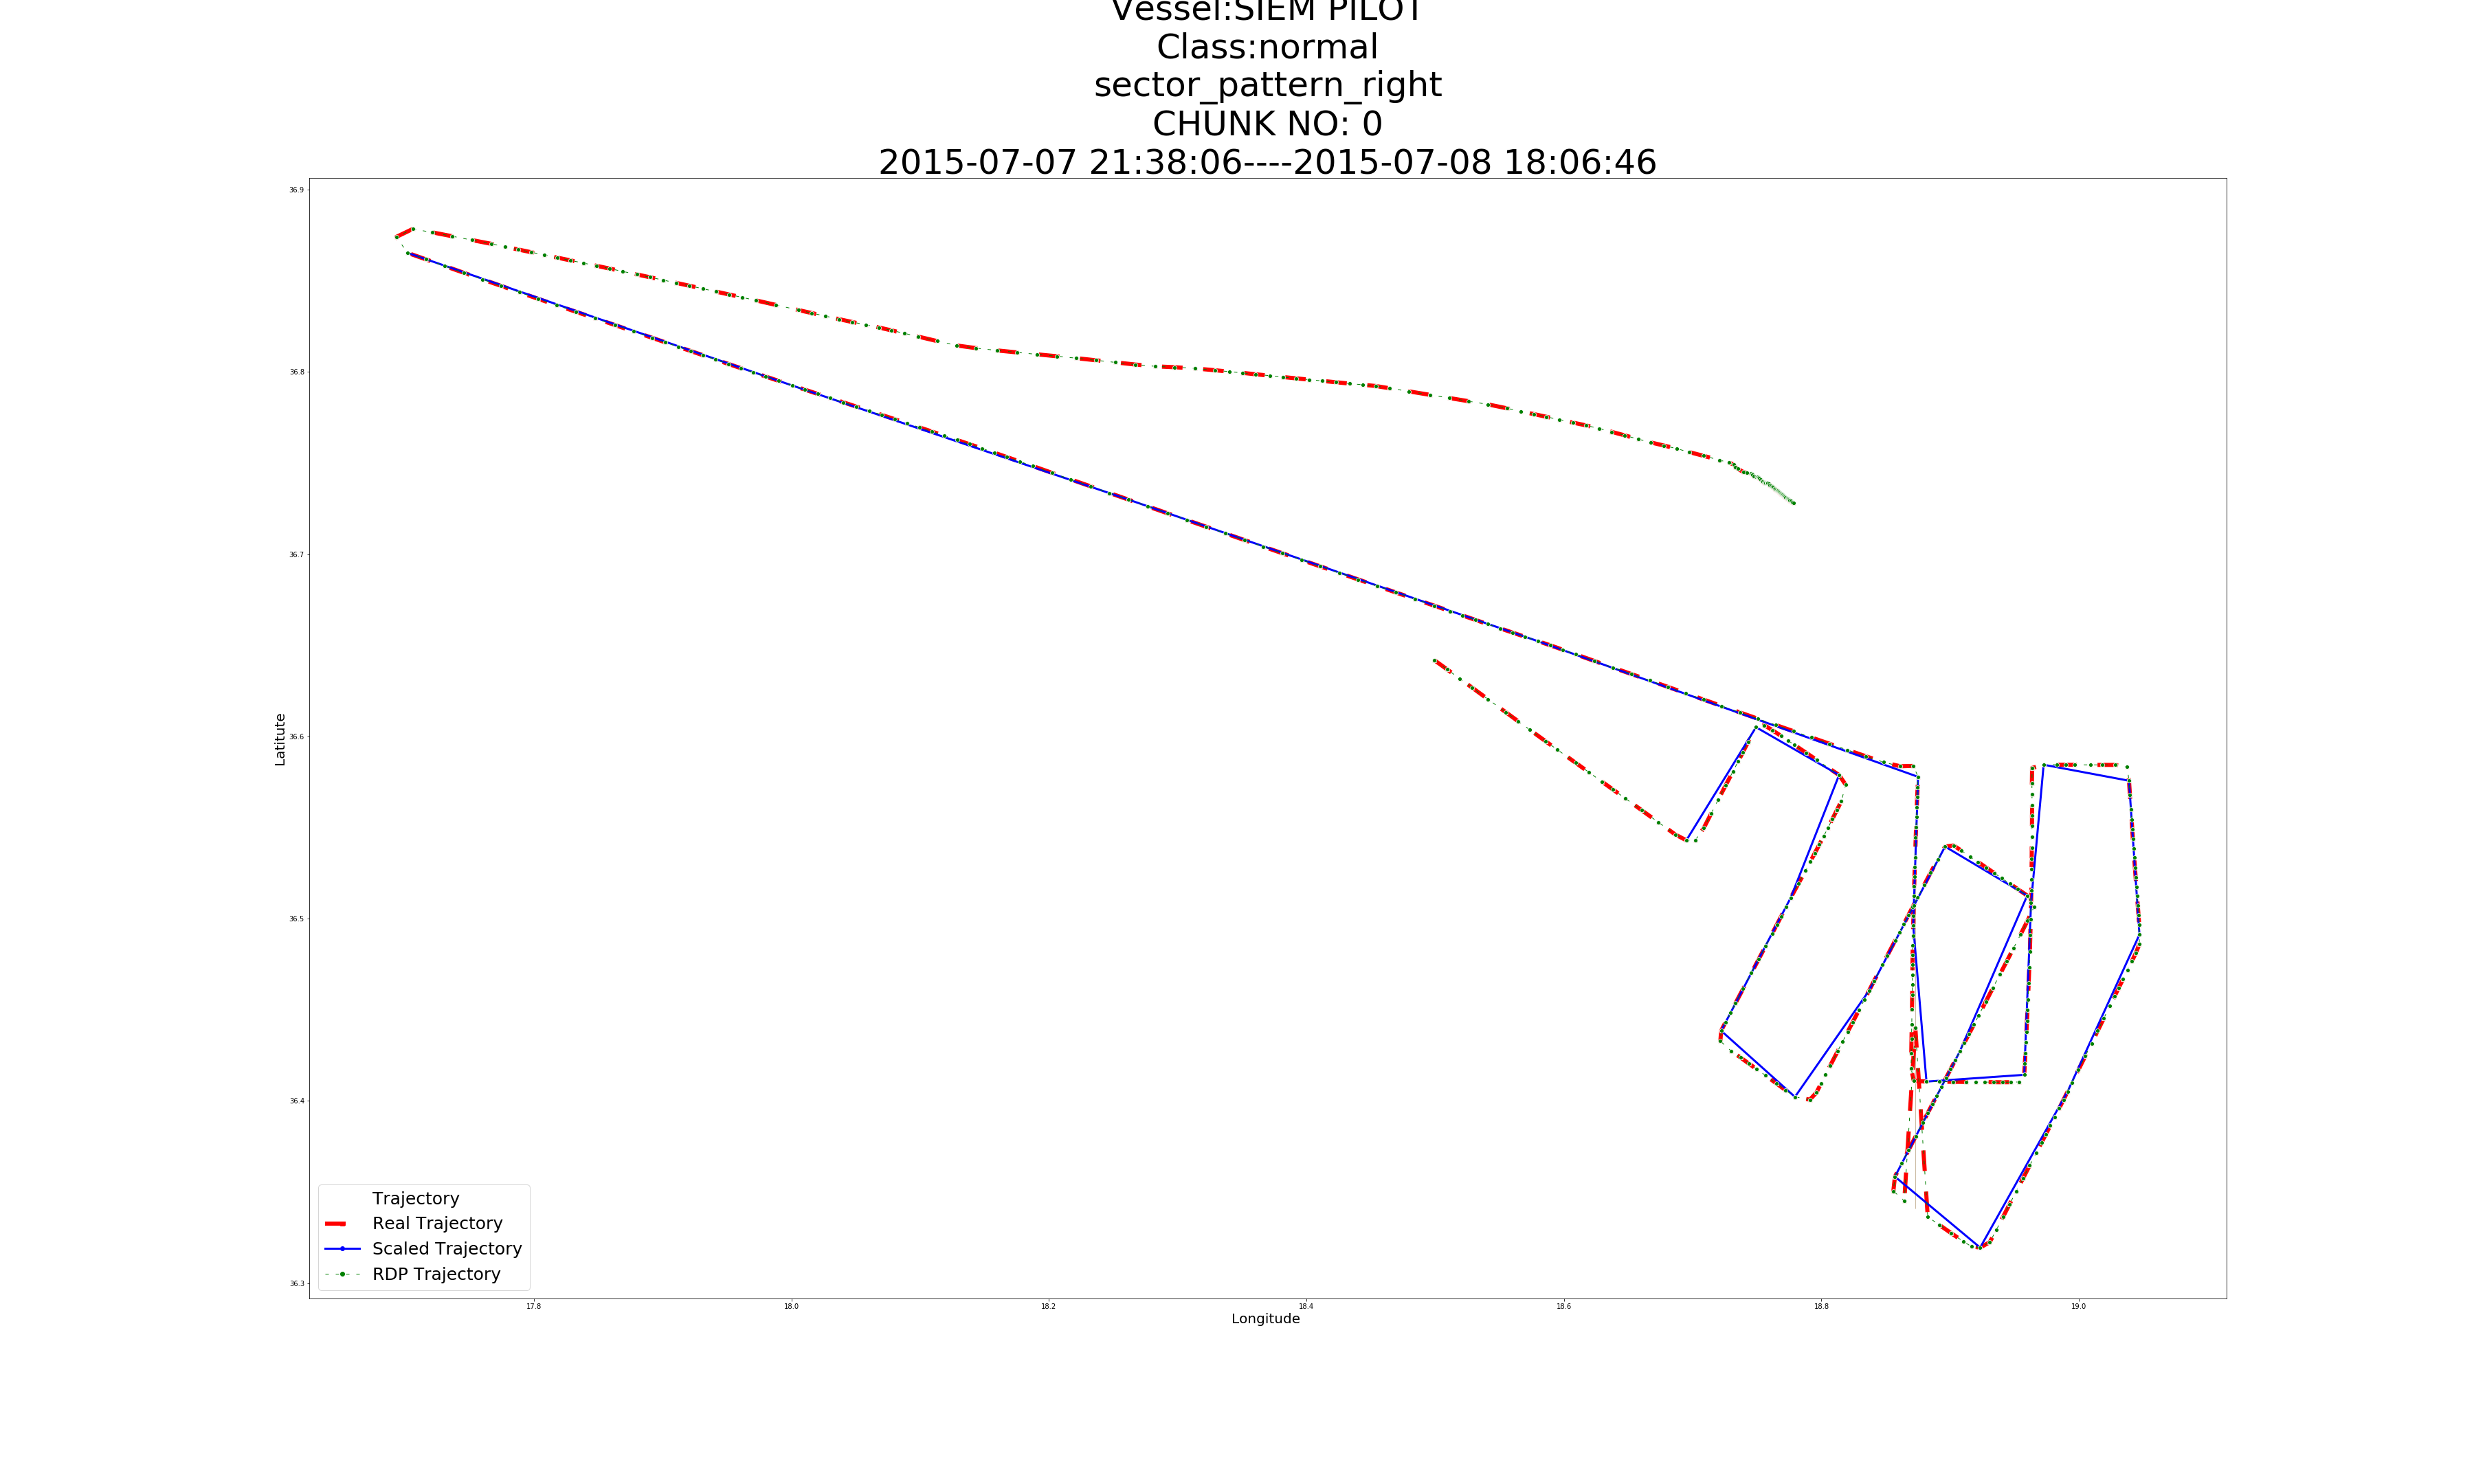 Vessel:SIEM PILOT
Class:normal
sector_pattern_right
CHUNK NO: 0
2015-07-07 21:38:06----2015-07-08 18:06:46
36.9
36.8
36.7
36.6
36.5
36.4
36.3
Latitute
Trajectory
Real Trajectory
Scaled Trajectory
RDP Trajectory
17.8
18.0
18.2
18.4
18.6
18.8
19.0
Longitude